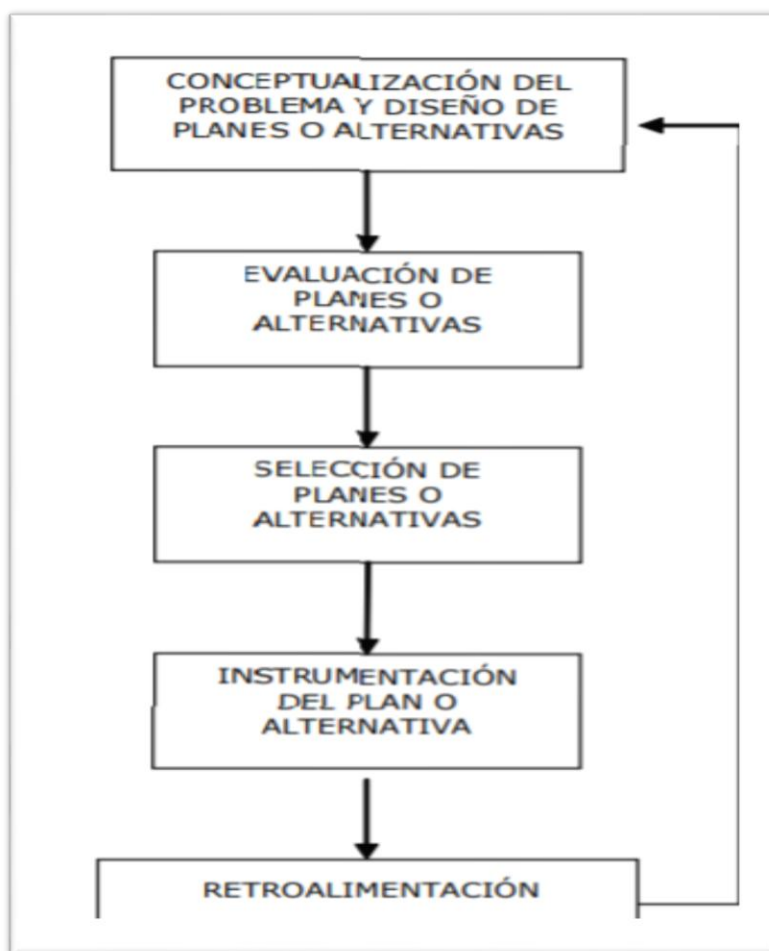 CONCEPTUALIZACIÓN DEL
PROBLEMA Y DISEÑO DE
PLANES O ALTERNATIVAS
EVALUACIÓN DE
PLANES O
ALTERNATIVAS
SELECCIÓN DE
PLANES O
ALTERNATIVAS
INSTRUMENTACIÓN
DEL PLAN O
ALTERNATIVA
RETROALIMENTACIÓN